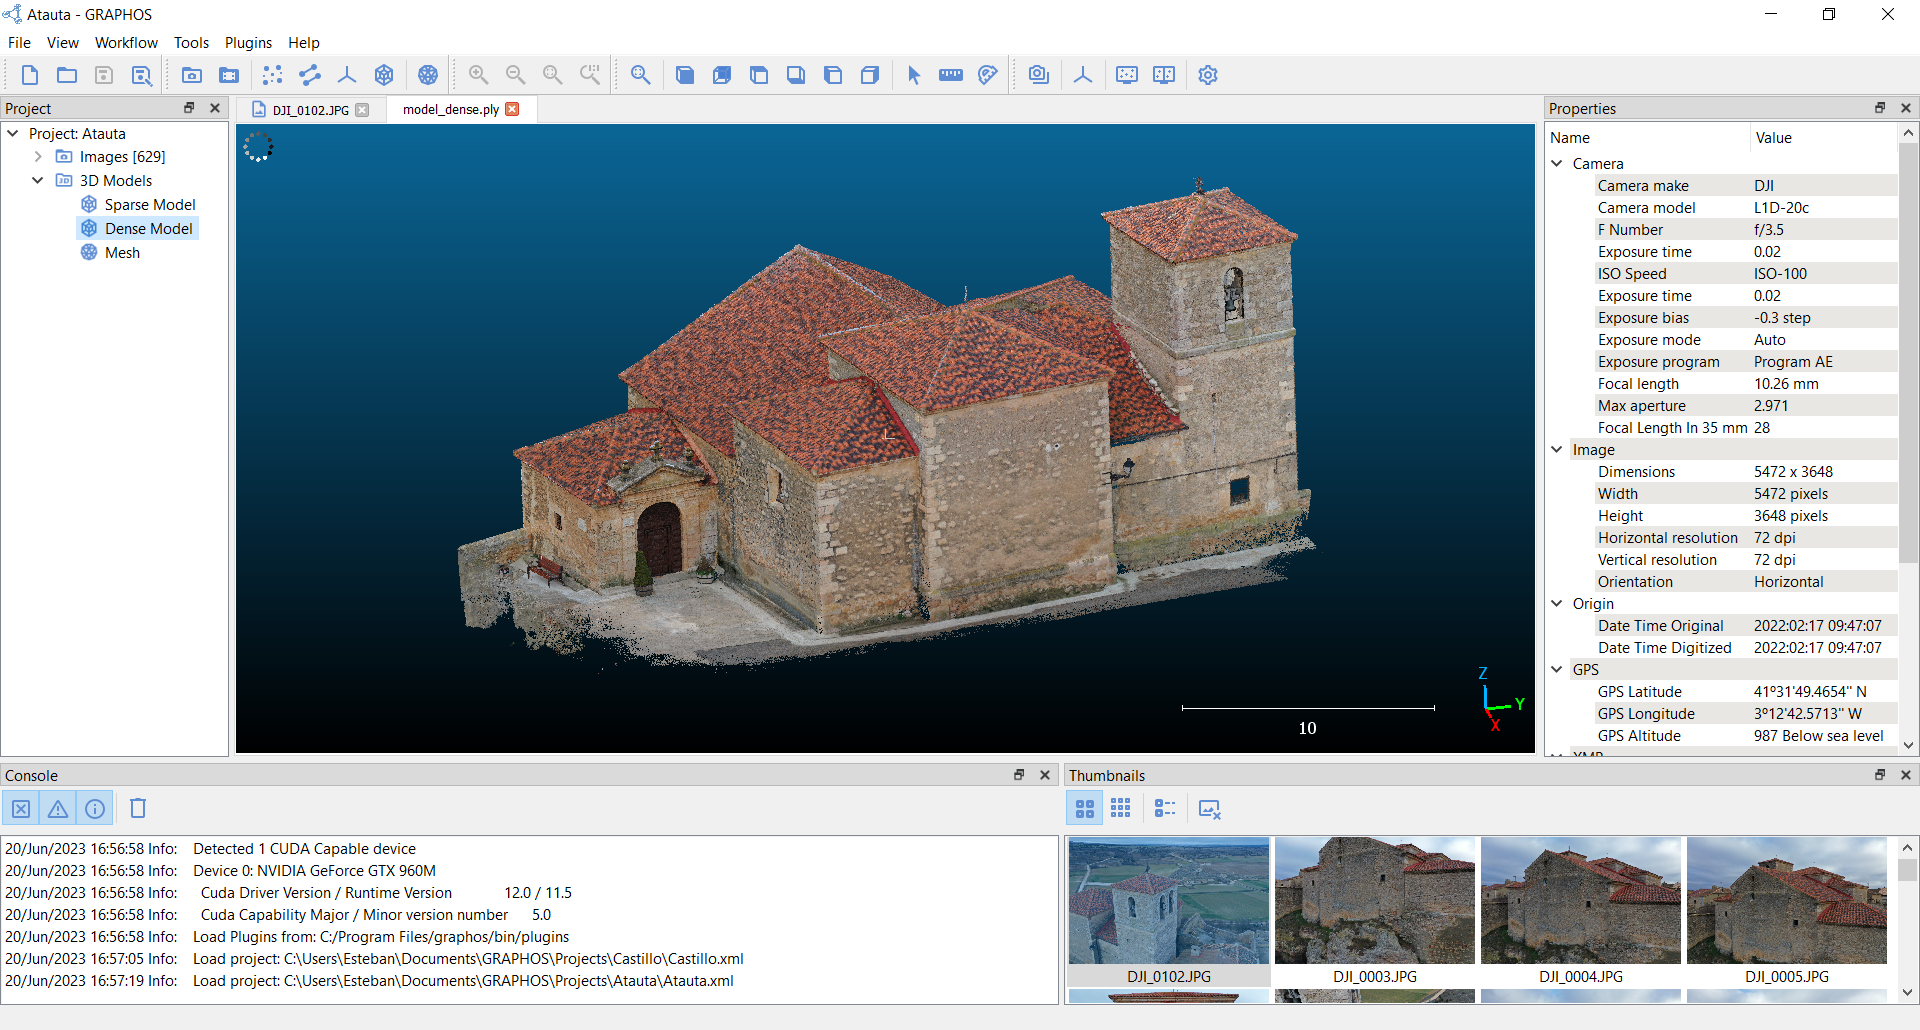 Atauta - GRAPHOS
File View Workflow Tools Plugins Help
Project
Project: Atauta
Images [629]
3D Models
Sparse Model
Dense Model
Mesh
DJI_0102.JPG
model_dense.ply
10
Z
Y
X
Properties
Name Value
Camera
Camera make DJI
Camera model L1D-20c
F Number f/3.5
Exposure time 0.02
ISO Speed ISO-100
Exposure time 0.02
Exposure bias -0.3 step
Exposure mode Auto
Exposure program Program AE
Focal length 10.26 mm
Max aperture 2.971
Focal Length In 35 mm 28
Image
Dimensions 5472 x 3648
Width 5472 pixels
Height 3648 pixels
Horizontal resolution 72 dpi
Vertical resolution 72 dpi
Orientation Horizontal
Origin
Date Time Original 2022:02:17 09:47:07
Date Time Digitized 2022:02:17 09:47:07
GPS
GPS Latitude 41º31'49.4654'' N
GPS Longitude 3º12'42.5713'' W
GPS Altitude 987 Below sea level
XMP
Console
20/Jun/2023 16:56:58 Info: Detected 1 CUDA Capable device
20/Jun/2023 16:56:58 Info: Device 0: NVIDIA GeForce GTX 960M
20/Jun/2023 16:56:58 Info: Cuda Driver Version / Runtime Version 12.0 / 11.5
20/Jun/2023 16:56:58 Info: Cuda Capability Major / Minor version number 5.0
20/Jun/2023 16:56:58 Info: Load Plugins from: C:/Program Files/graphos/bin/plugins
20/Jun/2023 16:57:05 Info: Load project: C:\Users\Esteban\Documents\GRAPHOS\Projects\Castillo\Castillo.xml
20/Jun/2023 16:57:19 Info: Load project: C:\Users\Esteban\Documents\GRAPHOS\Projects\Atauta\Atauta.xml
Thumbnails
DJI_0102.JPG
DJI_0003.JPG
DJI_0004.JPG
DJI_0005.JPG